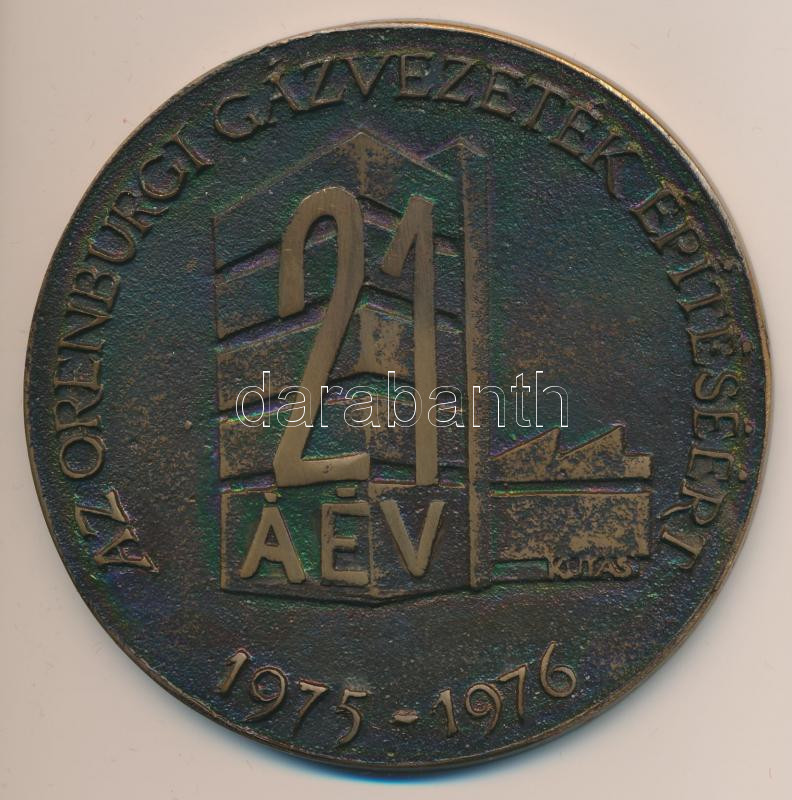 AZ ORENBURGI GÁZVEZETÉK ÉPÍTÉSÉÉRT
21
ÁÉV
KUTAS
1975-1976
darabanth